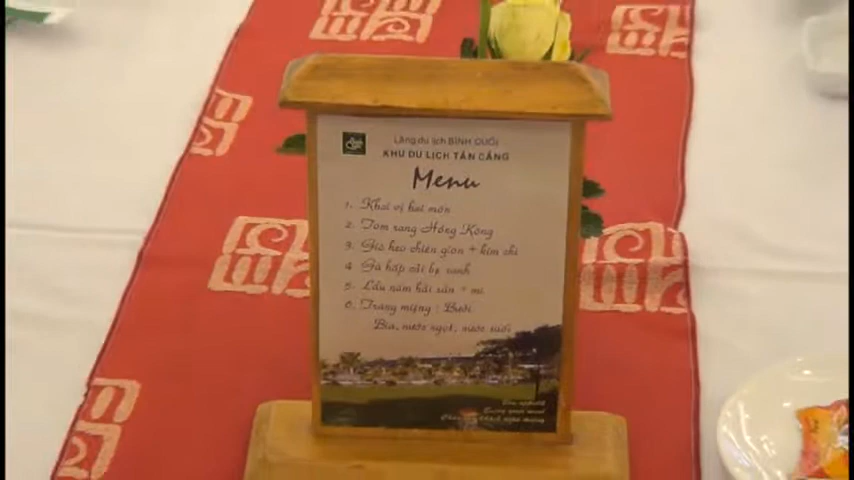 Làng du lịch BÌNH QUỚI
KHU DU LỊCH TÂN CẢNG
Menu
1. Khai vị hai món
2. Tôm rang Hồng Kông
3. Giò heo chiên giòn + kim chi
4. Gà hấp cải bẹ xanh
5. Lẩu nấm hải sản + mì
6. Tráng miệng : Bưởi
Bia, nước ngọt, nước suối